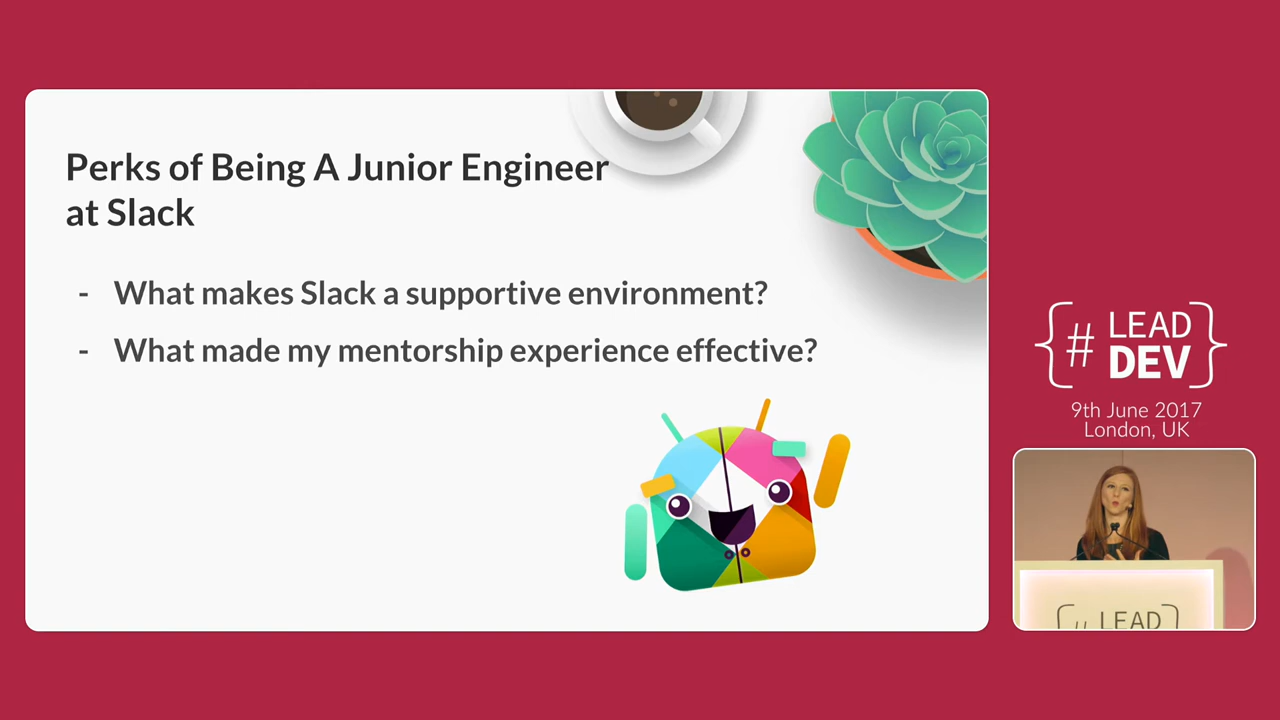 Perks of Being A Junior Engineer
at Slack
- What makes Slack a supportive environment?
- What made my mentorship experience effective?
{# LEAD
DEV}
9th June 2017
London, UK
{# LEAD}